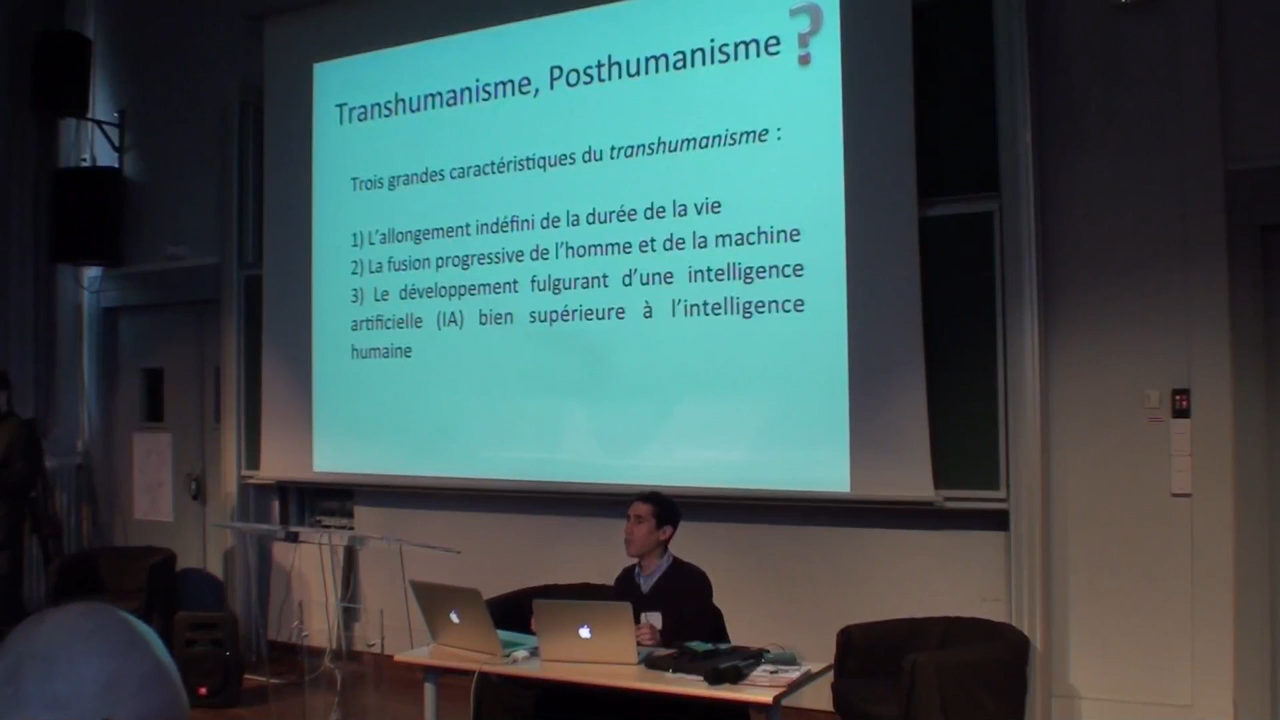 Transhumanisme, Posthumanisme ?
Trois grandes caractéristiques du transhumanisme :
1) L'allongement indéfini de la durée de la vie
2) La fusion progressive de l'homme et de la machine
3) Le développement fulgurant d'une intelligence
artificielle (IA) bien supérieure à l'intelligence
humaine